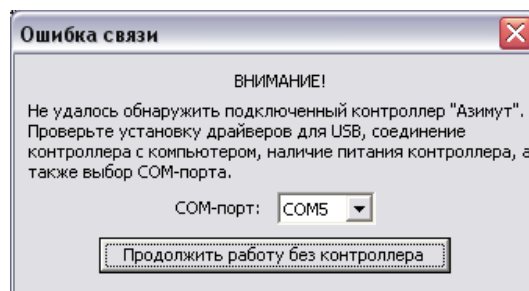 Ошибка связи
ВНИМАНИЕ!
Не удалось обнаружить подключенный контроллер "Азимут".
Проверьте установку драйверов для USB, соединение
контроллера с компьютером, наличие питания контроллера, а
также выбор COM-порта.
COM-порт: COM5
Продолжить работу без контроллера